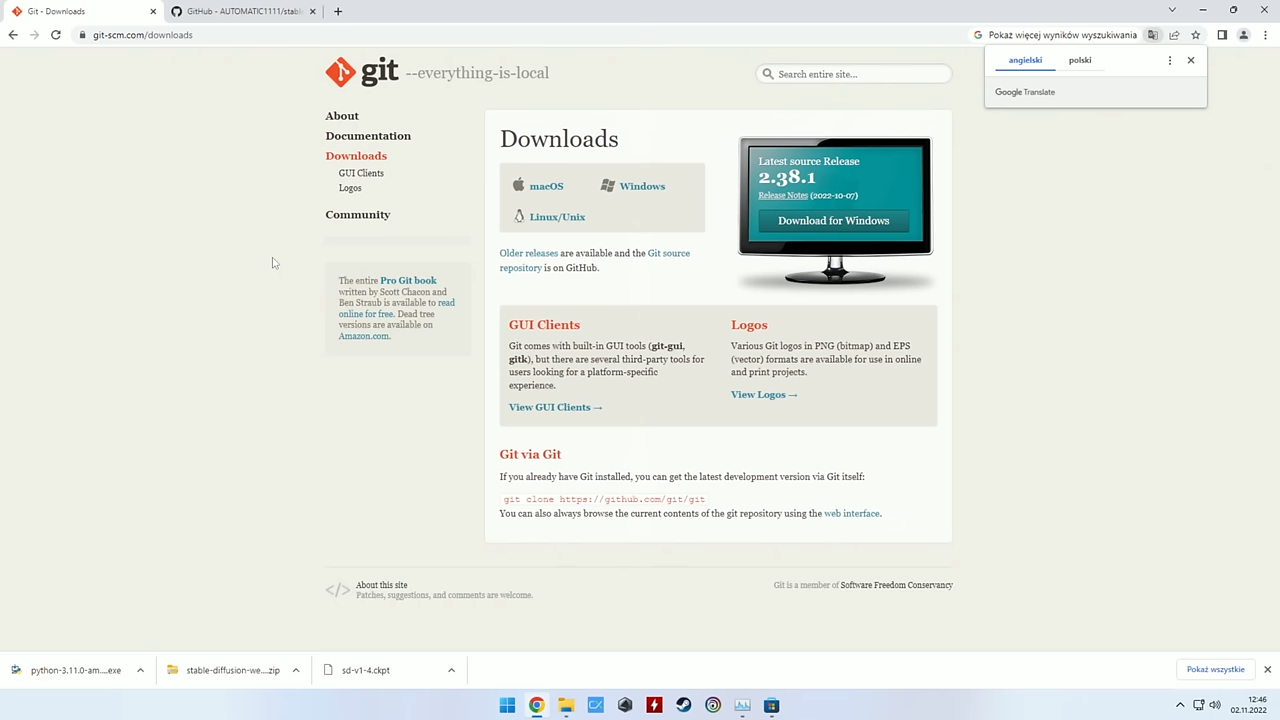 Git - Downloads
GitHub - AUTOMATIC1111/stabl
git-scm.com/downloads
Pokaż więcej wyników wyszukiwania
angielski
polski
Google Translate
git --everything-is-local
Search entire site...
About
Documentation
Downloads
GUI Clients
Logos
Community
The entire Pro Git book
written by Scott Chacon and
Ben Straub is available to read
online for free. Dead tree
versions are available on
Amazon.com.
Downloads
macOS
Windows
Linux/Unix
Older releases are available and the Git source
repository is on GitHub.
Latest source Release
2.38.1
Release Notes (2022-10-07)
Download for Windows
GUI Clients
Git comes with built-in GUI tools (git-gui,
gitk), but there are several third-party tools for
users looking for a platform-specific
experience.
View GUI Clients →
Logos
Various Git logos in PNG (bitmap) and EPS
(vector) formats are available for use in online
and print projects.
View Logos →
Git via Git
If you already have Git installed, you can get the latest development version via Git itself:
git clone https://github.com/git/git
You can also always browse the current contents of the git repository using the web interface.
</> About this site
Patches, suggestions, and comments are welcome.
Git is a member of Software Freedom Conservancy
python-3.11.0-am....exe
stable-diffusion-we....zip
sd-v1-4.ckpt
Pokaż wszystkie
12:46
02.11.2022